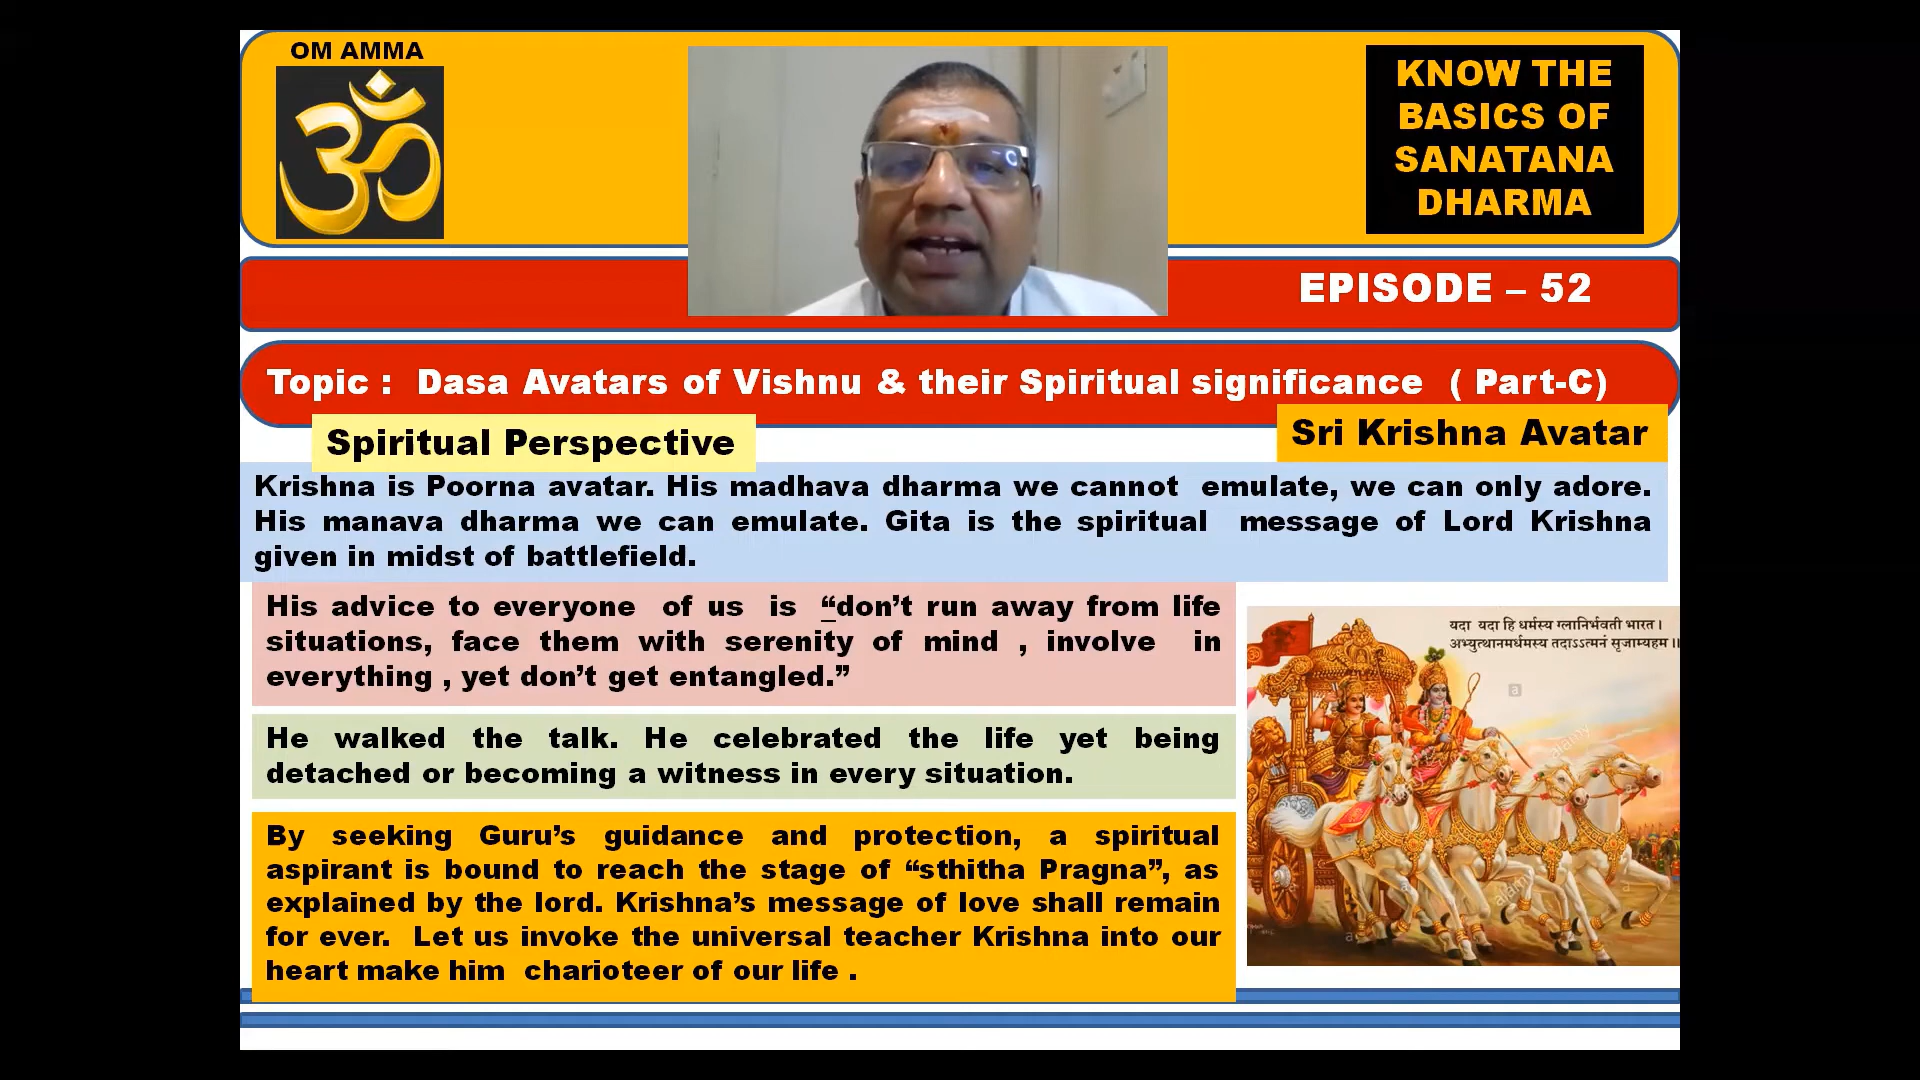 OM AMMA
ॐ
KNOW THE
BASICS OF
SANATANA
DHARMA
EPISODE – 52
Topic : Dasa Avatars of Vishnu & their Spiritual significance ( Part-C)
Spiritual Perspective
Sri Krishna Avatar
Krishna is Poorna avatar. His madhava dharma we cannot emulate, we can only adore.
His manava dharma we can emulate. Gita is the spiritual message of Lord Krishna
given in midst of battlefield.
His advice to everyone of us is “don’t run away from life
situations, face them with serenity of mind , involve in
everything , yet don’t get entangled.”
He walked the talk. He celebrated the life yet being
detached or becoming a witness in every situation.
By seeking Guru’s guidance and protection, a spiritual
aspirant is bound to reach the stage of “sthitha Pragna”, as
explained by the lord. Krishna’s message of love shall remain
for ever. Let us invoke the universal teacher Krishna into our
heart make him charioteer of our life .
यदा यदा हि धर्मस्य ग्लानिर्भवती भारत।
अभ्युत्थानमर्धमस्य तदाऽऽत्मनं सृजाम्यहम॥
a
alamy
alamy